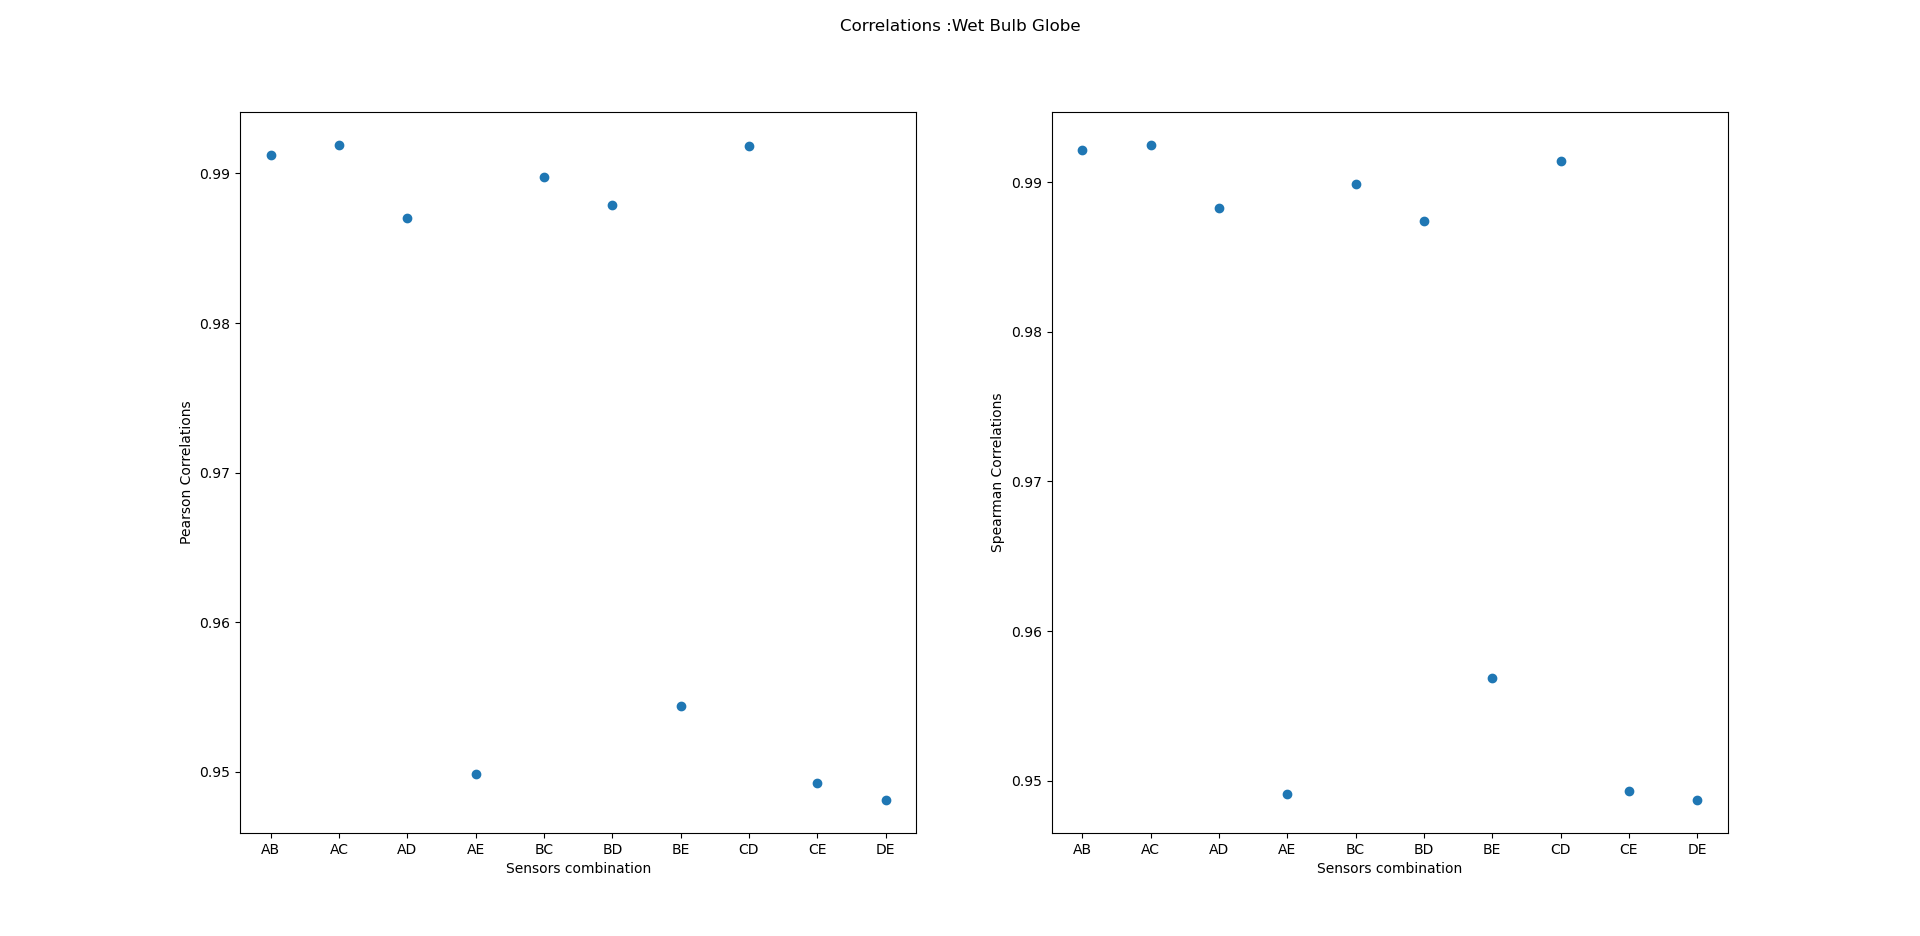 Correlations :Wet Bulb Globe
Pearson Correlations
0.99
0.98
0.97
0.96
0.95
AB AC AD AE BC BD BE CD CE DE
Sensors combination
Spearman Correlations
0.99
0.98
0.97
0.96
0.95
AB AC AD AE BC BD BE CD CE DE
Sensors combination